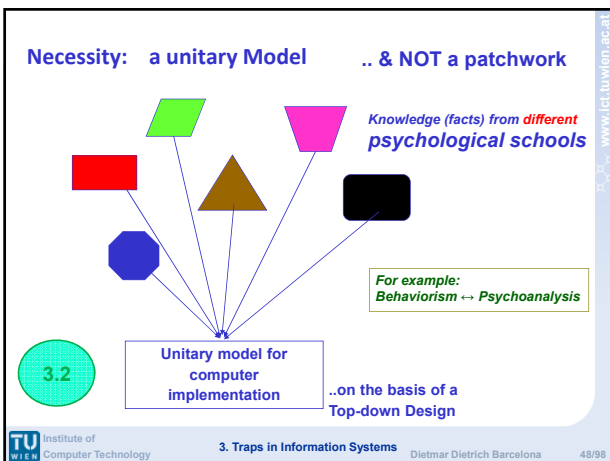 Necessity: a unitary Model .. & NOT a patchwork
Knowledge (facts) from different
psychological schools
For example:
Behaviorism ↔ Psychoanalysis
3.2
Unitary model for
computer
implementation
..on the basis of a
Top-down Design
www.ict.tuwien.ac.at
TU
WIEN
Institute of
Computer Technology
3. Traps in Information Systems
Dietmar Dietrich Barcelona
48/98